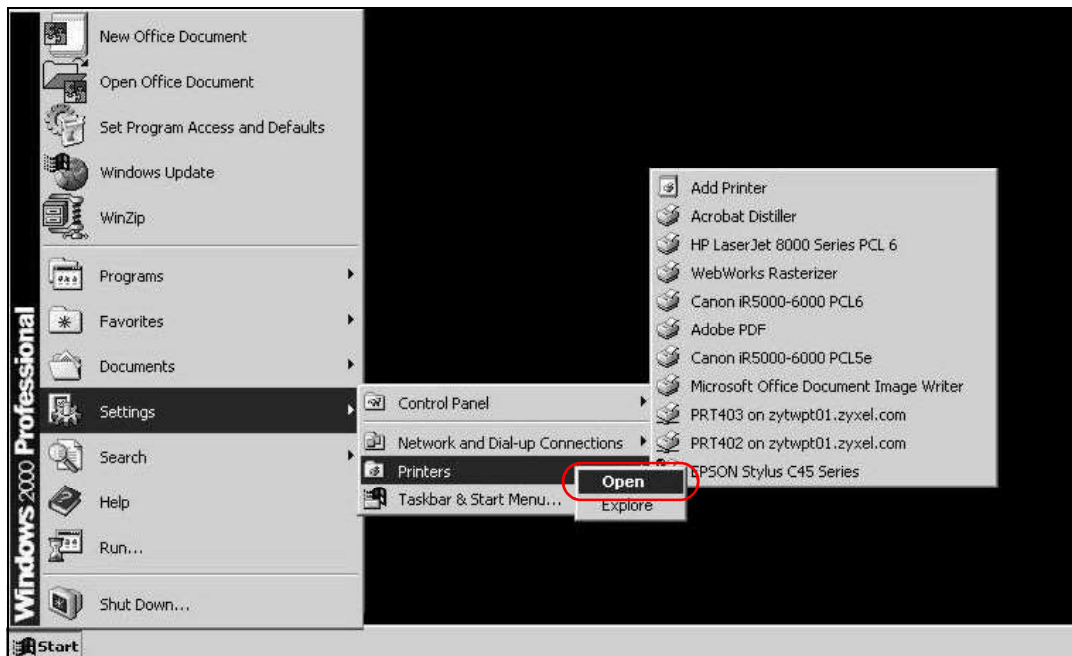 New Office Document
Open Office Document
Set Program Access and Defaults
Windows Update
WinZip
Programs
Favorites
Documents
Settings
Search
Help
Run...
Shut Down...
Windows 2000 Professional
Start
Control Panel
Network and Dial-up Connections
Printers
Taskbar & Start Menu...
Open
Explore
Add Printer
Acrobat Distiller
HP LaserJet 8000 Series PCL 6
WebWorks Rasterizer
Canon iR5000-6000 PCL6
Adobe PDF
Canon iR5000-6000 PCL5e
Microsoft Office Document Image Writer
PRT403 on zytwpt01.zyxel.com
PRT402 on zytwpt01.zyxel.com
EPSON Stylus C45 Series